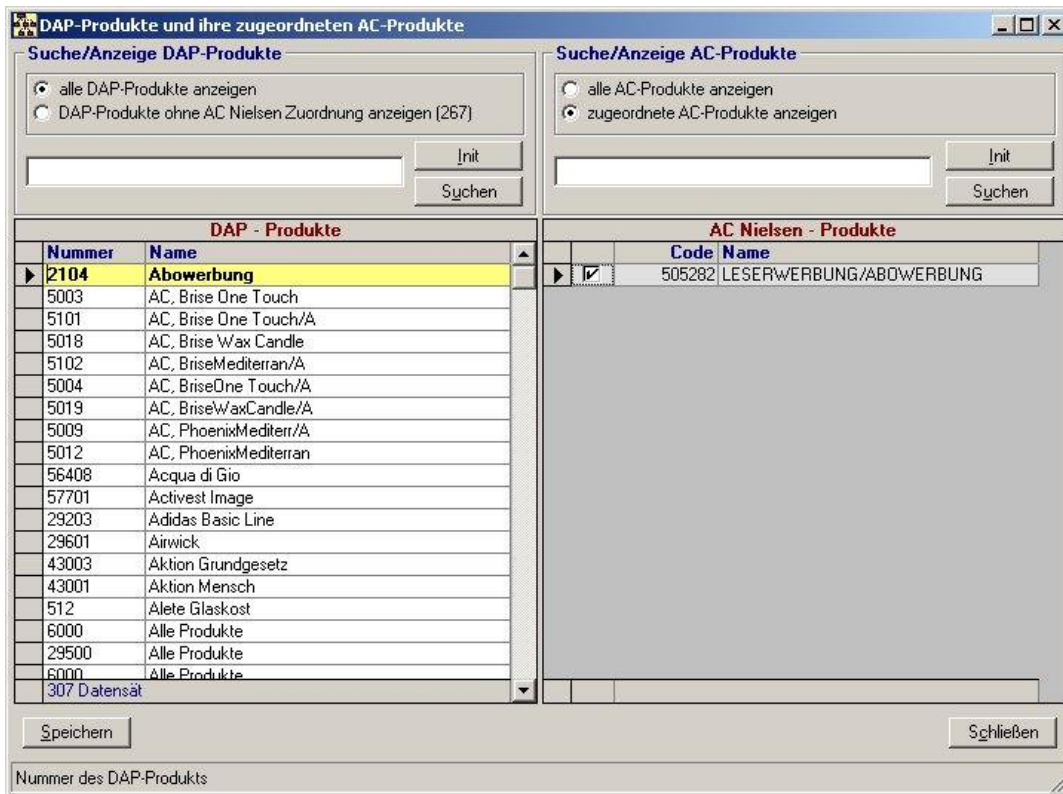 DAP-Produkte und ihre zugeordneten AC-Produkte
Suche/Anzeige DAP-Produkte
alle DAP-Produkte anzeigen
DAP-Produkte ohne AC Nielsen Zuordnung anzeigen (267)
Init
Suchen
Suche/Anzeige AC-Produkte
alle AC-Produkte anzeigen
zugeordnete AC-Produkte anzeigen
Init
Suchen
DAP - Produkte
Nummer Name
2104 Abowerbung
5003 AC, Brise One Touch
5101 AC, Brise One Touch/A
5018 AC, Brise Wax Candle
5102 AC, BriseMediterran/A
5004 AC, BriseOne Touch/A
5019 AC, BriseWaxCandle/A
5009 AC, PhoenixMediterr/A
5012 AC, PhoenixMediterran
56408 Acqua di Gio
57701 Activest Image
29203 Adidas Basic Line
29601 Airwick
43003 Aktion Grundgesetz
43001 Aktion Mensch
512 Alete Glaskost
6000 Alle Produkte
29500 Alle Produkte
6000 Alle Produkte
307 Datensät
AC Nielsen - Produkte
Code Name
505282 LESERWERBUNG/ABOWERBUNG
Speichern
Schließen
Nummer des DAP-Produkts